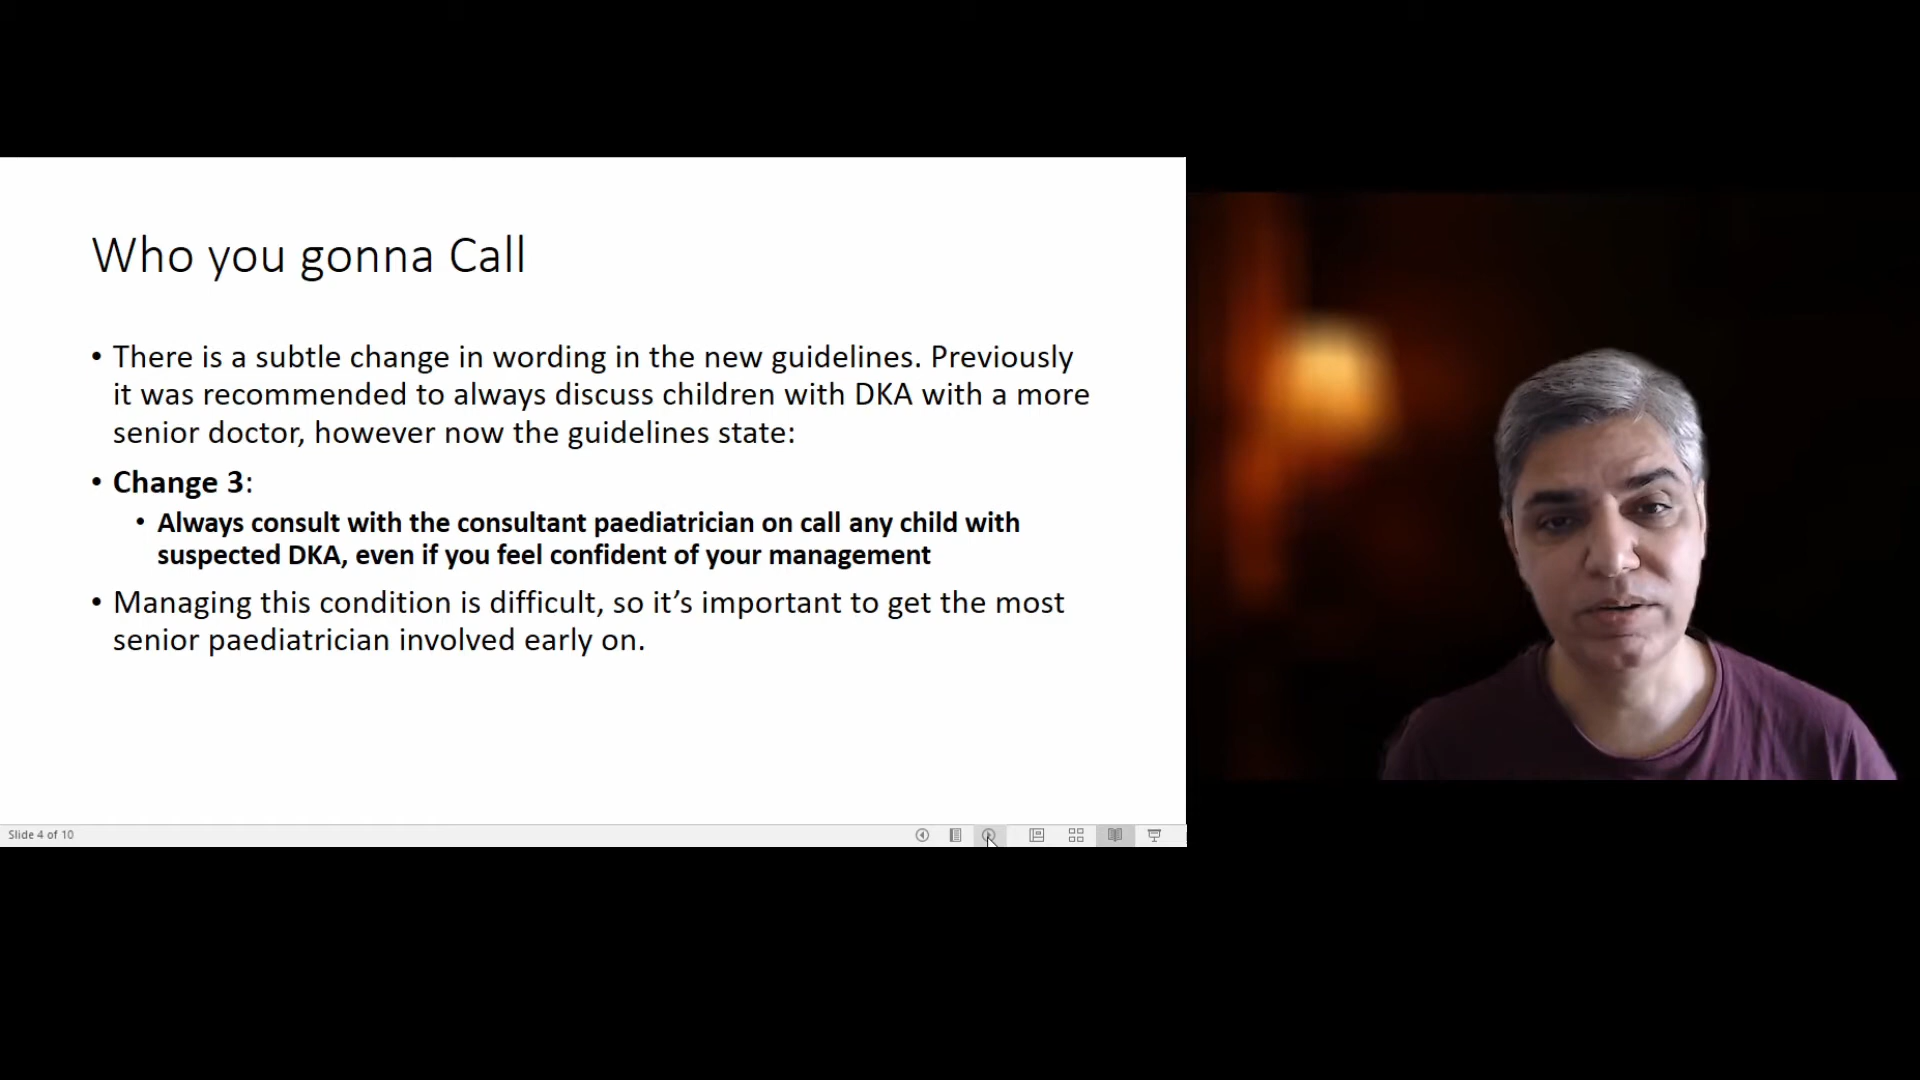 Who you gonna Call
• There is a subtle change in wording in the new guidelines. Previously
it was recommended to always discuss children with DKA with a more
senior doctor, however now the guidelines state:
• Change 3:
• Always consult with the consultant paediatrician on call any child with
suspected DKA, even if you feel confident of your management
• Managing this condition is difficult, so it’s important to get the most
senior paediatrician involved early on.
Slide 4 of 10